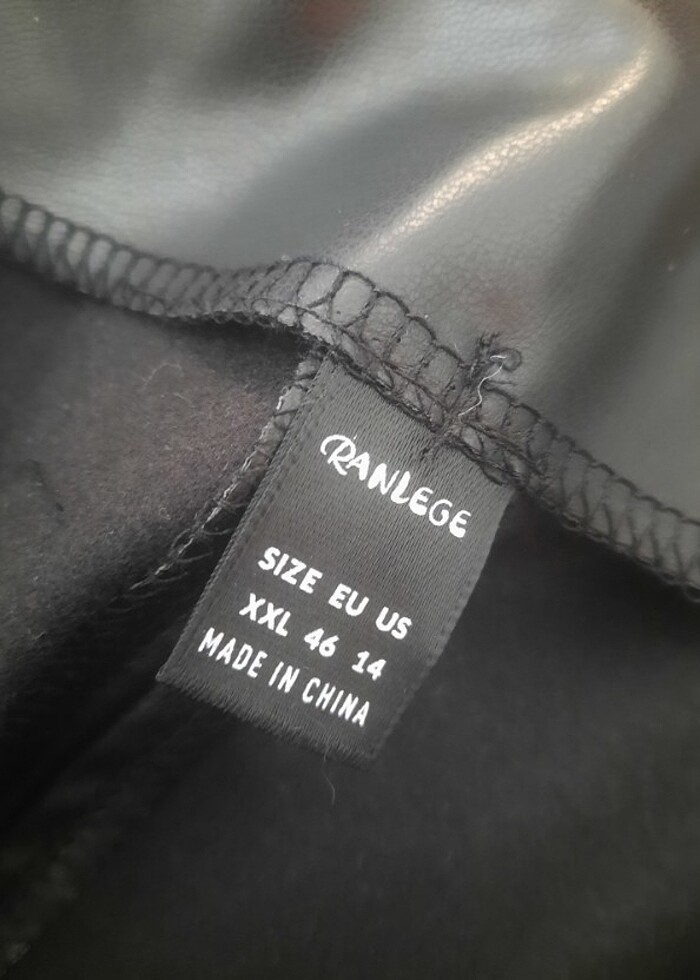 RANLEGE
SIZE EU US
XXL 46 14
MADE IN CHINA